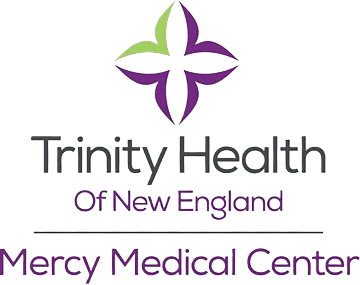 Trinity Health
Of New England
Mercy Medical Center